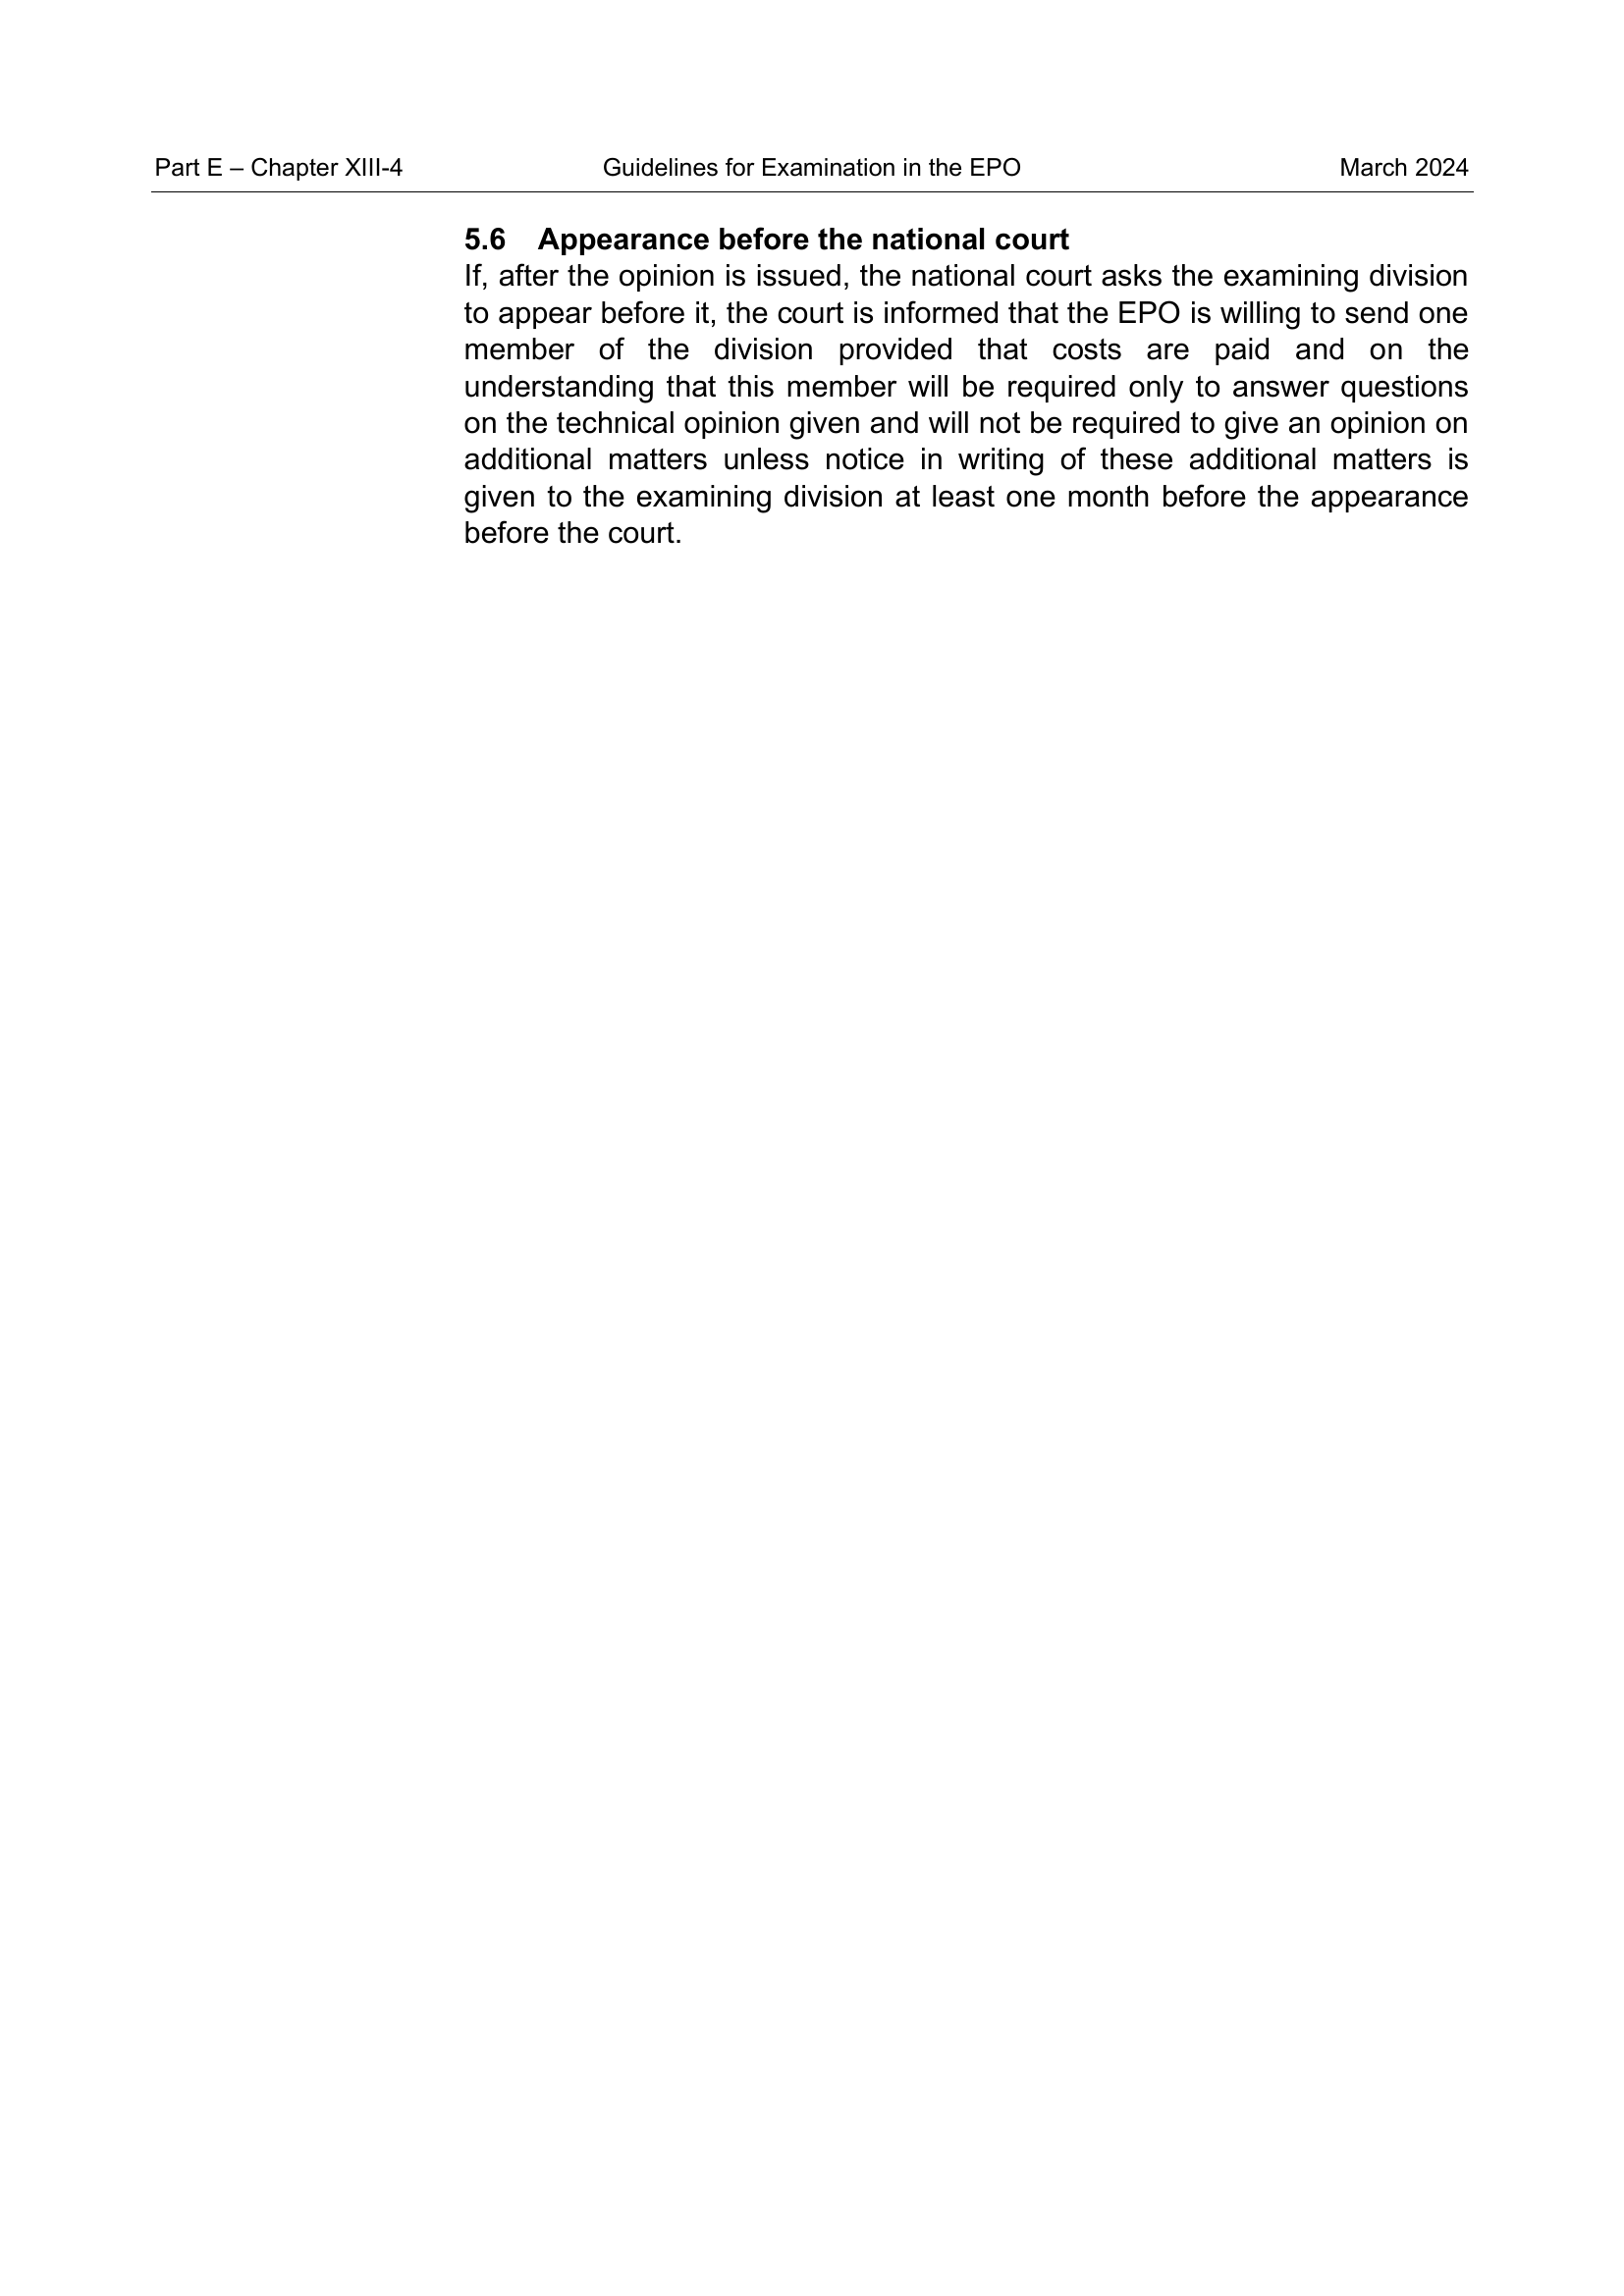 Part E – Chapter XIII-4 Guidelines for Examination in the EPO March 2024
5.6 Appearance before the national court
If, after the opinion is issued, the national court asks the examining division
to appear before it, the court is informed that the EPO is willing to send one
member of the division provided that costs are paid and on the
understanding that this member will be required only to answer questions
on the technical opinion given and will not be required to give an opinion on
additional matters unless notice in writing of these additional matters is
given to the examining division at least one month before the appearance
before the court.